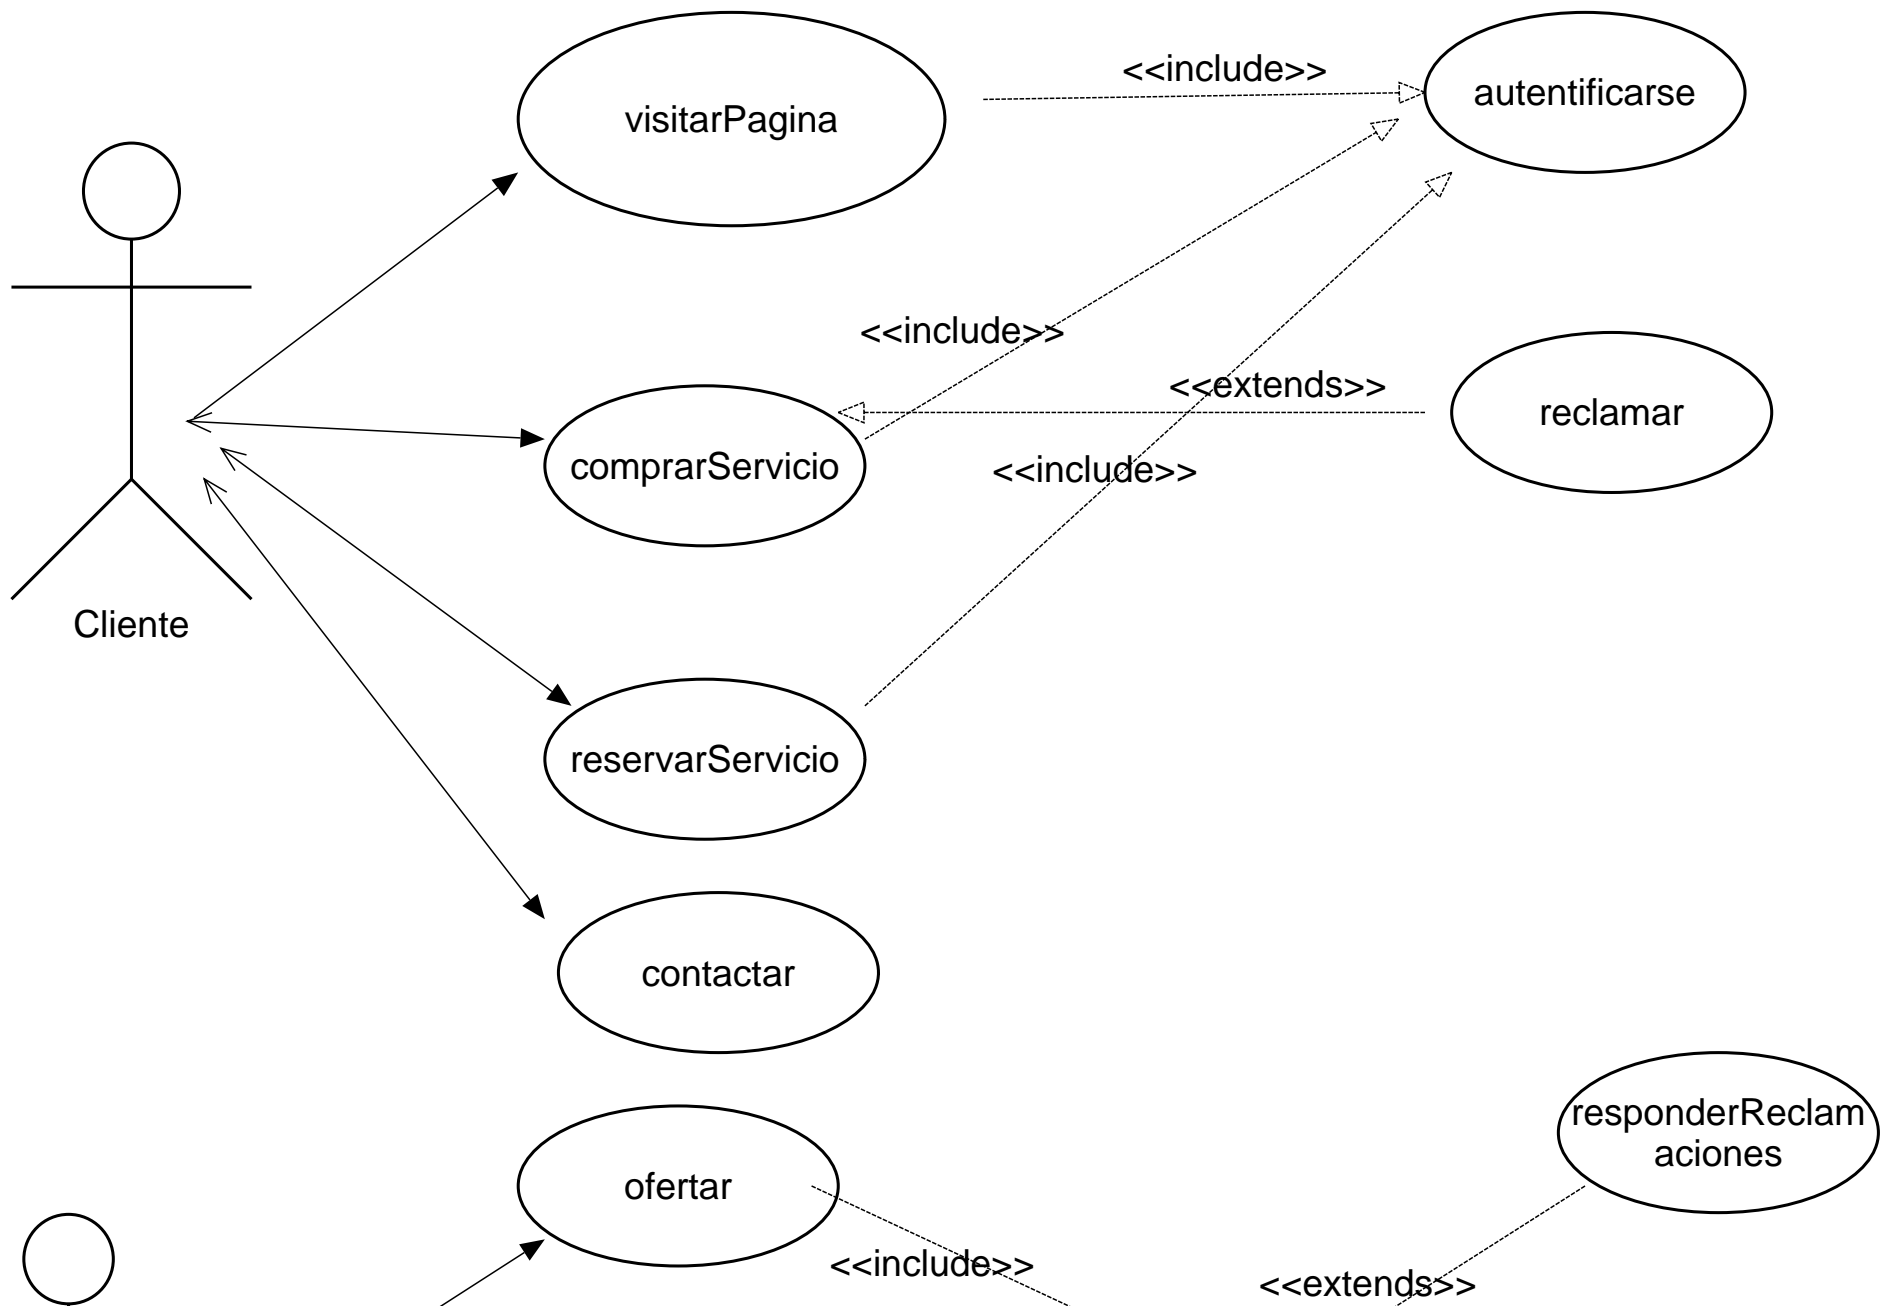 <<include>>
autentificarse
visitarPagina
<<include>>
<<extends>>
reclamar
comprarServicio
<<include>>
Cliente
reservarServicio
contactar
responderReclam
aciones
ofertar
<<include>>
<<extends>>